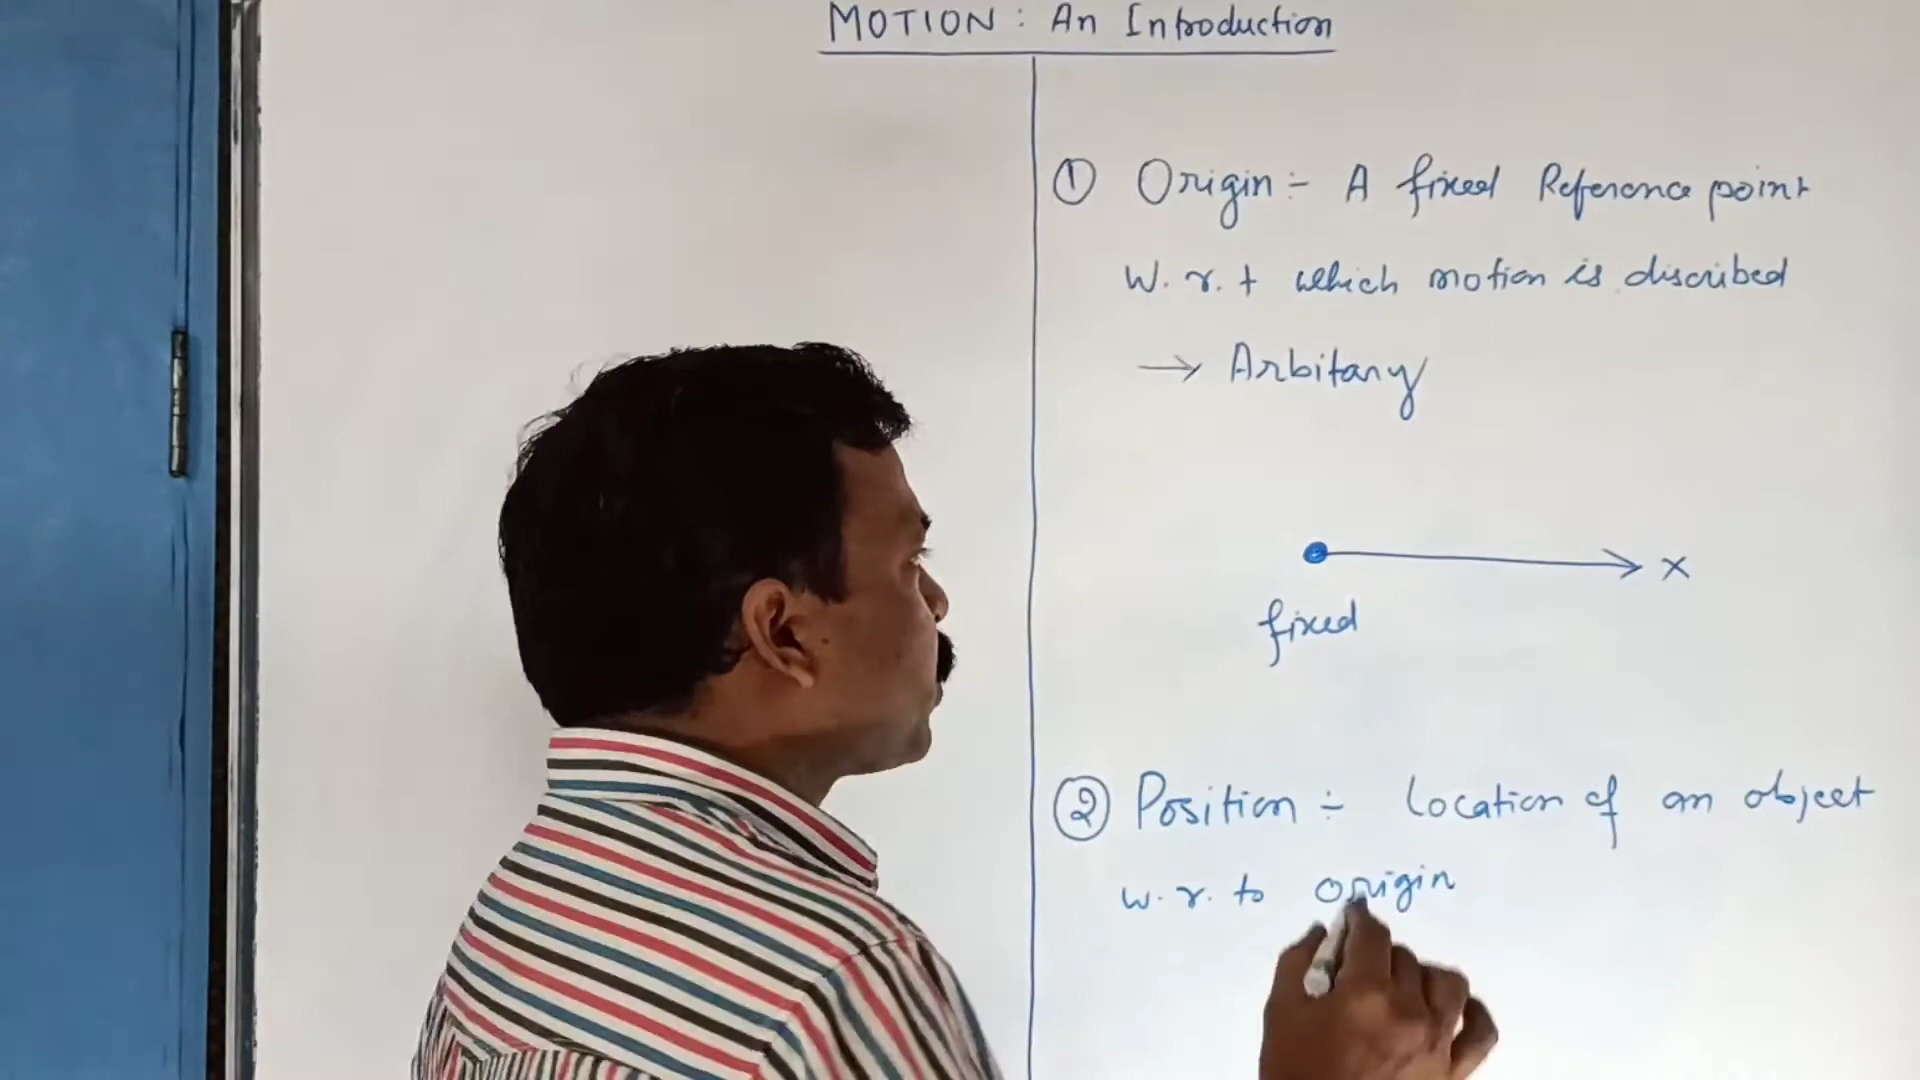 MOTION : An Introduction
① Origin :- A fixed Reference point
W. r. t which motion is discribed
→ Arbitary
x
fixed
② Position :- Location of an object
w. r. to origin